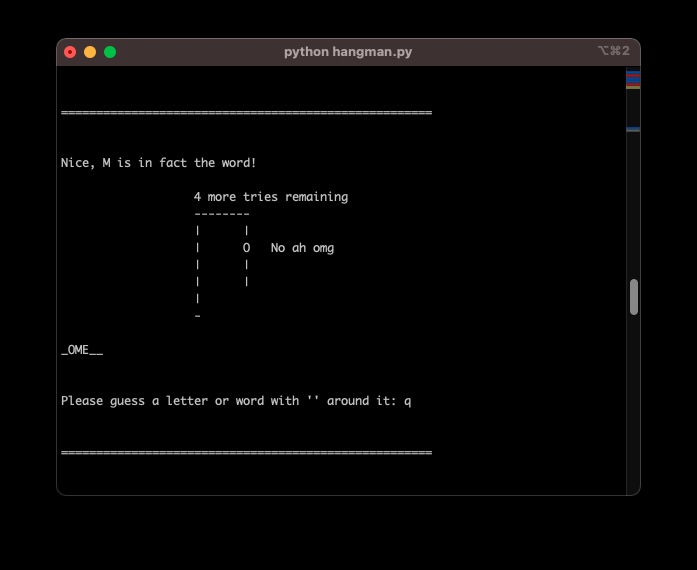 python hangman.py ⌥⌘2
=====================================================
Nice, M is in fact the word!
4 more tries remaining
--------
|      |
|      O   No ah omg
|      |
|      |
|
-
_OME__
Please guess a letter or word with '' around it: q
=====================================================